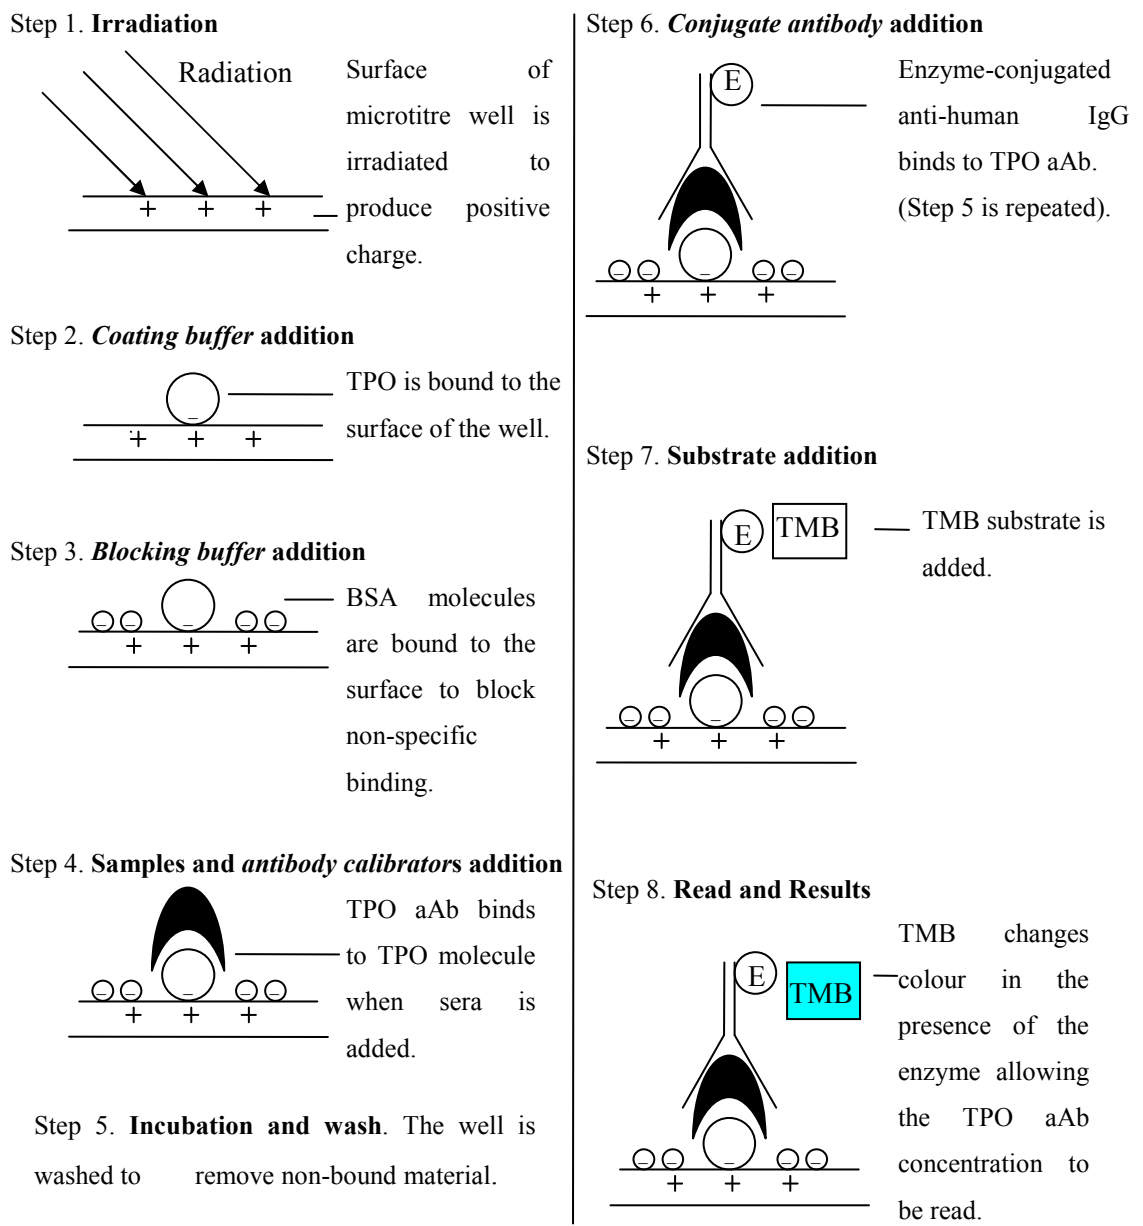 Step 1. Irradiation
Radiation
Surface of
microtitre well is
irradiated to
produce positive
charge.
+ + +
Step 2. Coating buffer addition
TPO is bound to the
surface of the well.
−
+ + +
Step 3. Blocking buffer addition
BSA molecules
are bound to the
surface to block
non-specific
binding.
− − − − −
+ + +
Step 4. Samples and antibody calibrators addition
TPO aAb binds
to TPO molecule
when sera is
added.
− − − − −
+ + +
Step 5. Incubation and wash. The well is
washed to remove non-bound material.
Step 6. Conjugate antibody addition
E
Enzyme-conjugated
anti-human IgG
binds to TPO aAb.
(Step 5 is repeated).
− − − − −
+ + +
Step 7. Substrate addition
E TMB
TMB substrate is
added.
− − − − −
+ + +
Step 8. Read and Results
E TMB
TMB changes
colour in the
presence of the
enzyme allowing
the TPO aAb
concentration to
be read.
− − − − −
+ + +